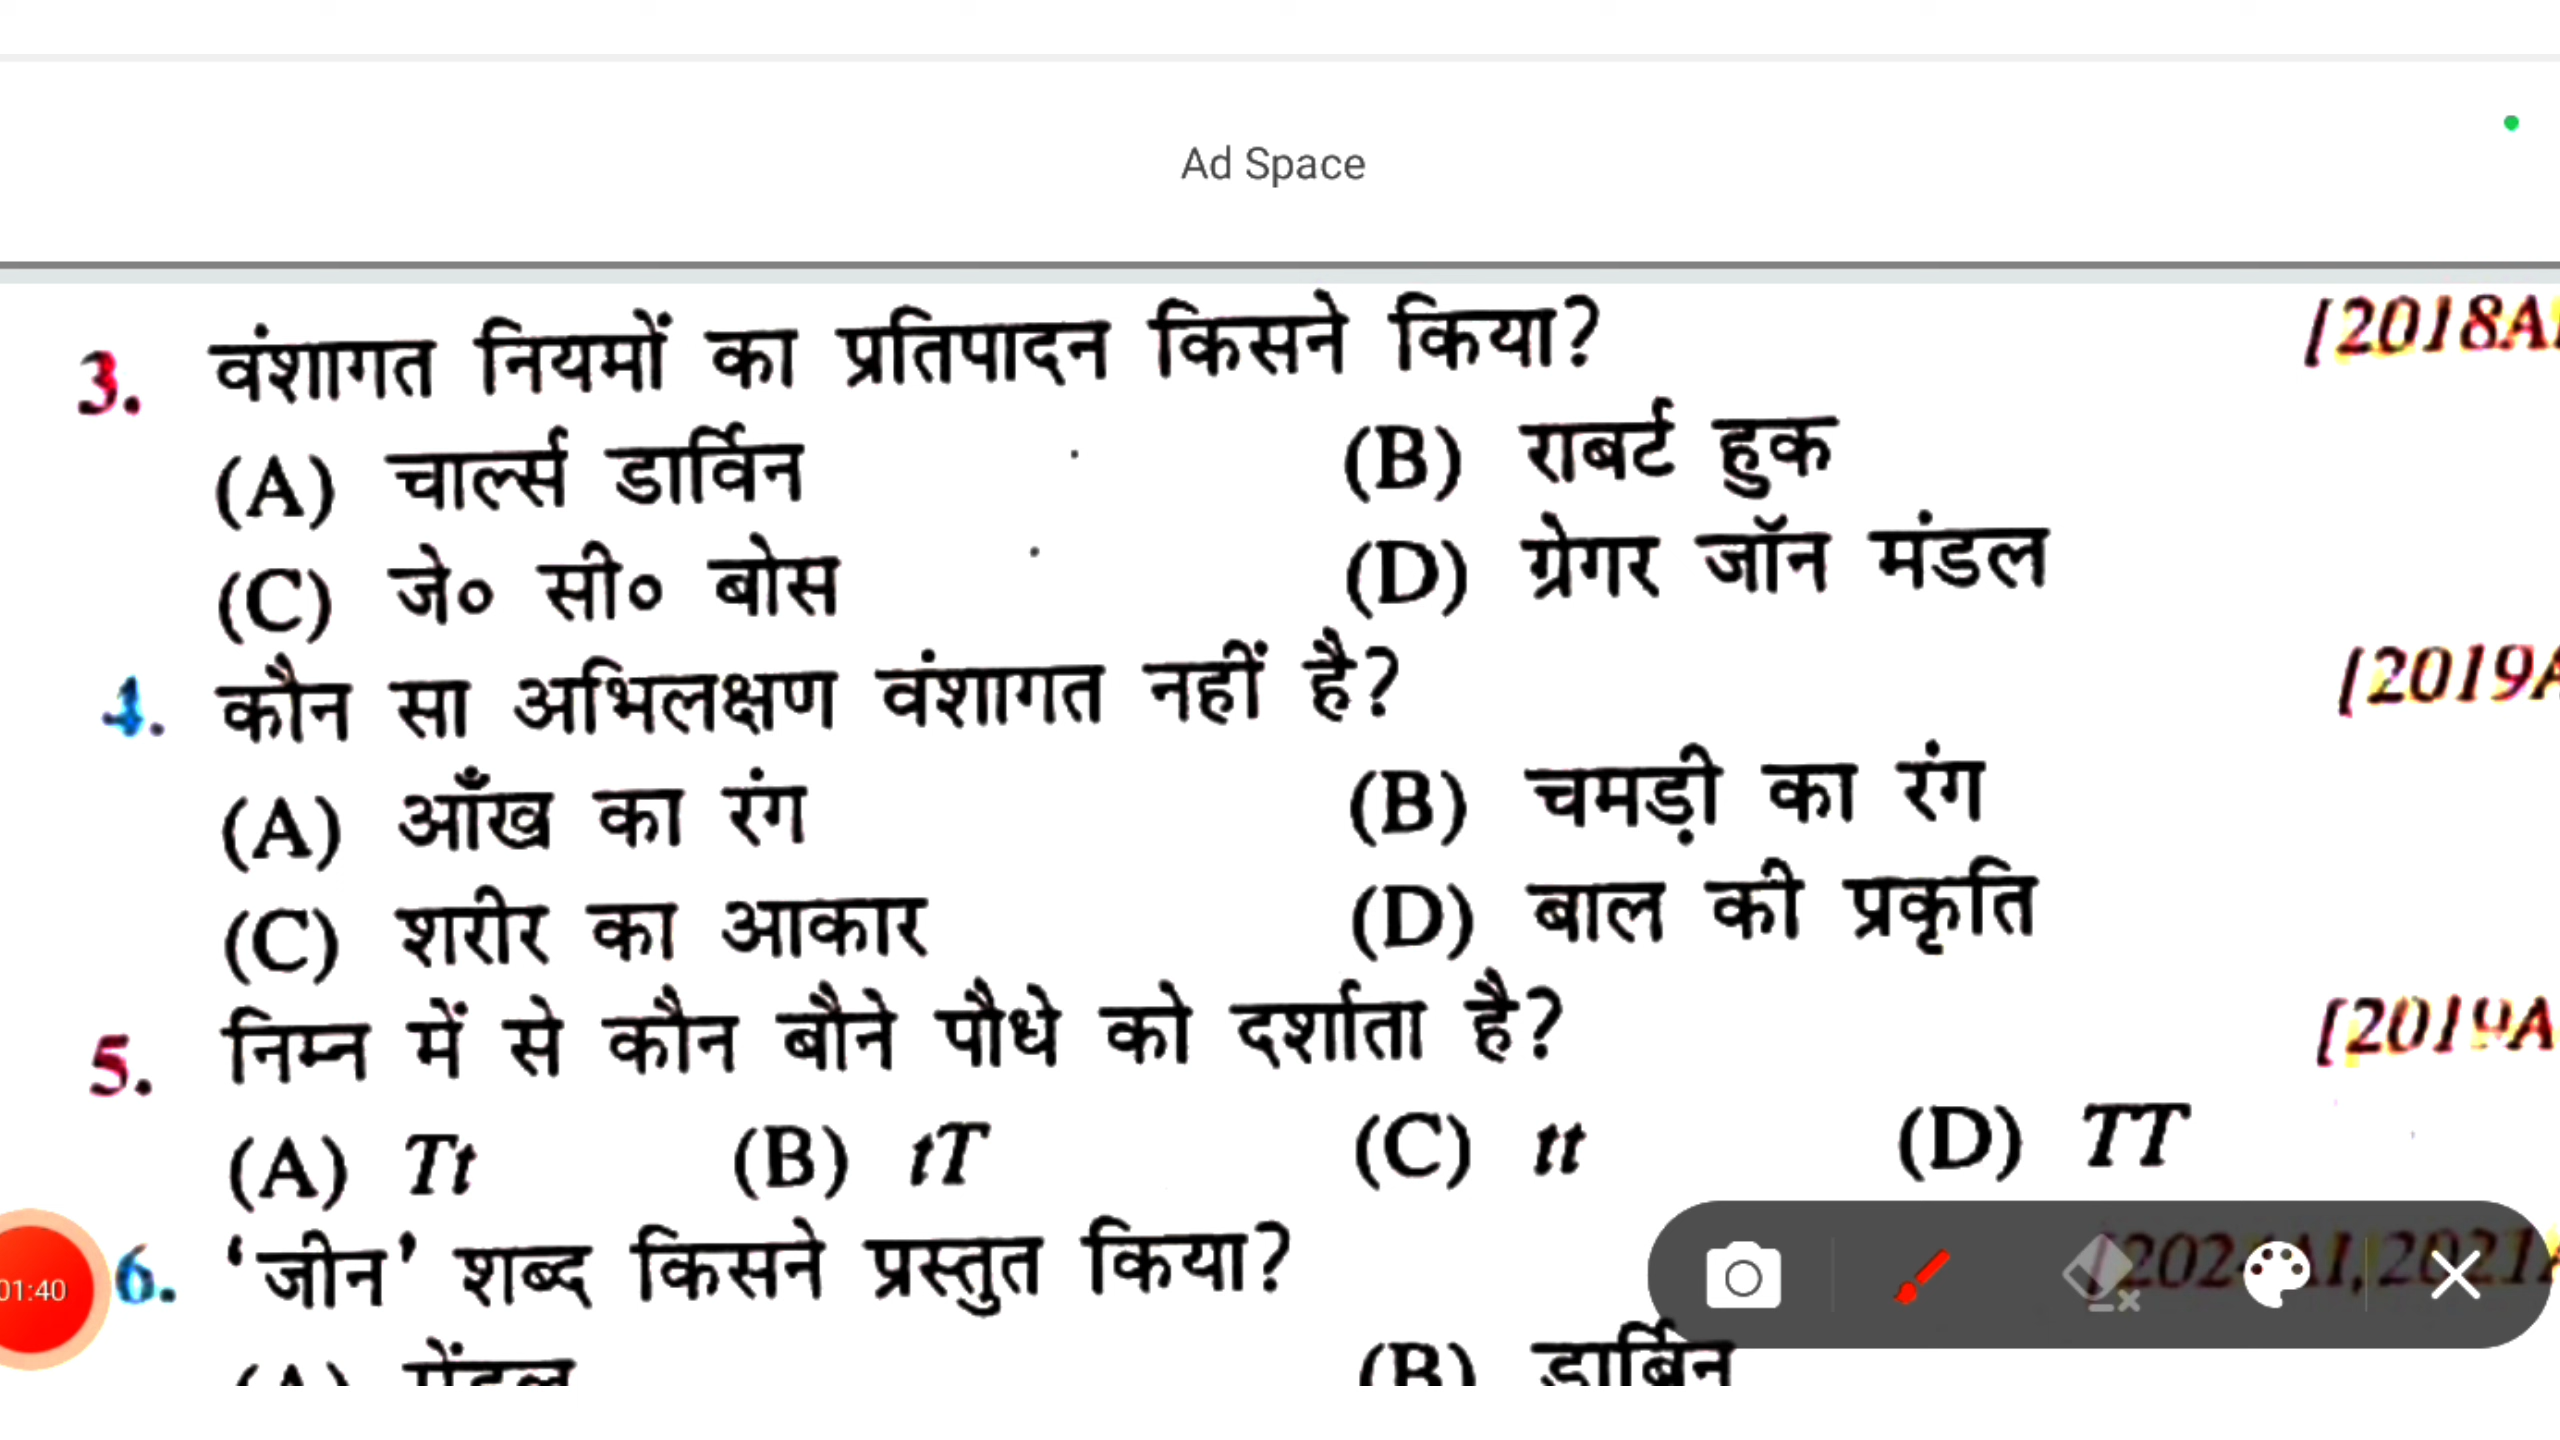 Ad Space
3. वंशागत नियमों का प्रतिपादन किसने किया? [2018A
(A) चार्ल्स डार्विन (B) राबर्ट हुक
(C) जे० सी० बोस (D) ग्रेगर जॉन मंडल
4. कौन सा अभिलक्षण वंशागत नहीं है? [2019A
(A) आँख का रंग (B) चमड़ी का रंग
(C) शरीर का आकार (D) बाल की प्रकृति
5. निम्न में से कौन बौने पौधे को दर्शाता है? [2019A
(A) Tt (B) tT (C) tt (D) TT
01:40 6. ‘जीन’ शब्द किसने प्रस्तुत किया? 2021A
(A) मेंडल (B) डार्बिन